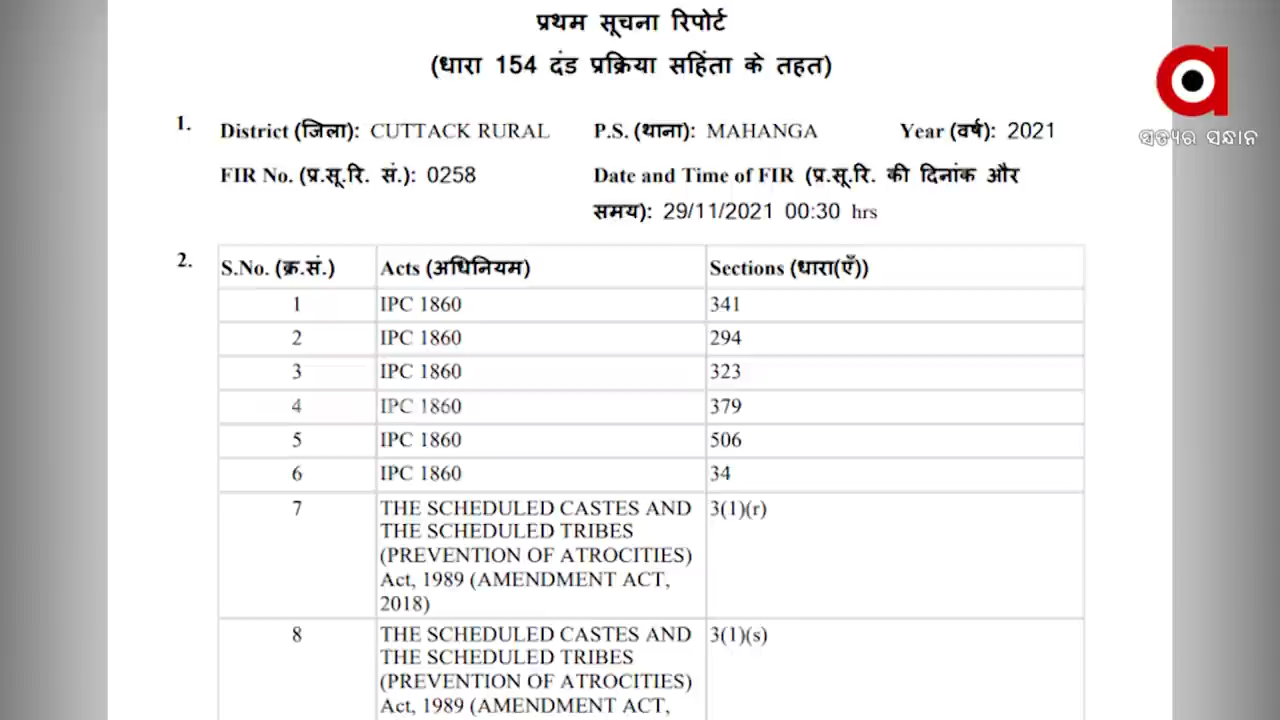 प्रथम सूचना रिपोर्ट
(धारा 154 दंड प्रक्रिया सहिंता के तहत)
ସତ୍ୟର ସନ୍ଧାନ
1. District (जिला): CUTTACK RURAL P.S. (थाना): MAHANGA Year (वर्ष): 2021
FIR No. (प्र.सू.रि. सं.): 0258 Date and Time of FIR (प्र.सू.रि. की दिनांक और
समय): 29/11/2021 00:30 hrs
2. S.No. (क्र.सं.) Acts (अधिनियम) Sections (धारा(एँ))
1 IPC 1860 341
2 IPC 1860 294
3 IPC 1860 323
4 IPC 1860 379
5 IPC 1860 506
6 IPC 1860 34
7 THE SCHEDULED CASTES AND 3(1)(r)
THE SCHEDULED TRIBES
(PREVENTION OF ATROCITIES)
Act, 1989 (AMENDMENT ACT,
2018)
8 THE SCHEDULED CASTES AND 3(1)(s)
THE SCHEDULED TRIBES
(PREVENTION OF ATROCITIES)
Act, 1989 (AMENDMENT ACT,